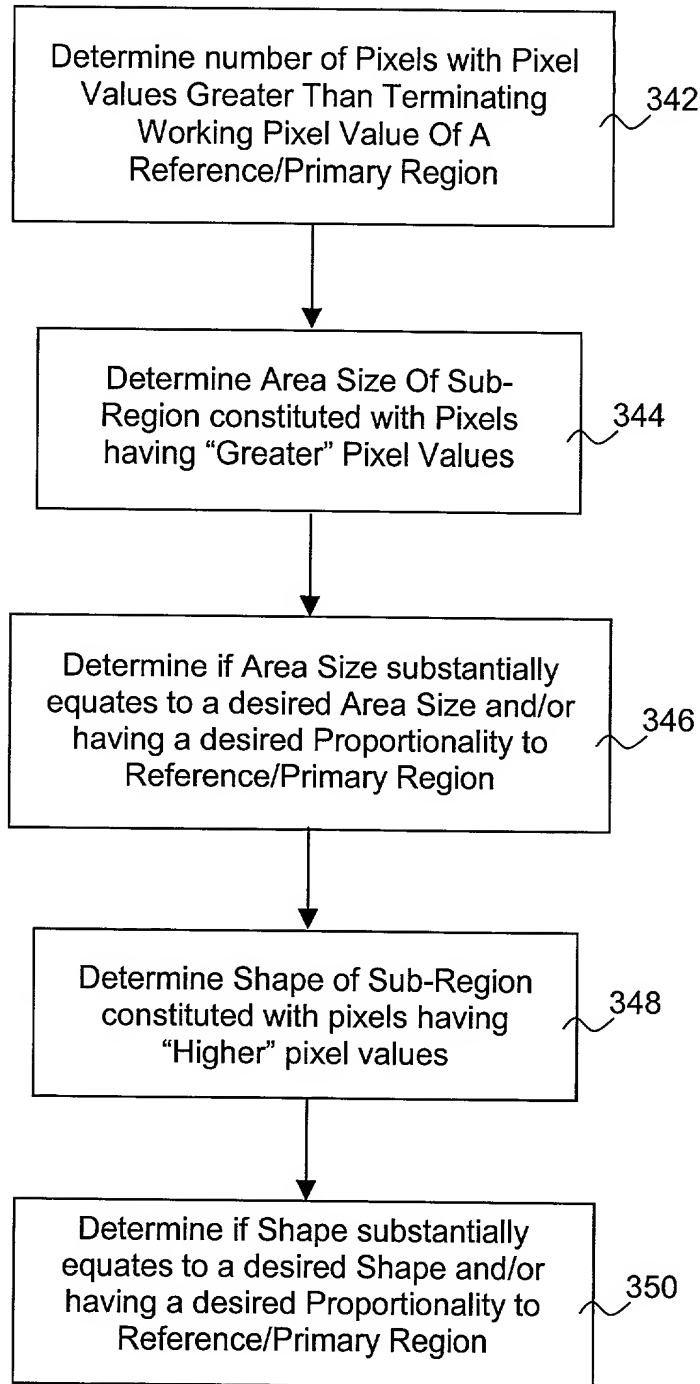 Determine number of Pixels with Pixel
Values Greater Than Terminating
Working Pixel Value Of A
Reference/Primary Region
342
Determine Area Size Of Sub-
Region constituted with Pixels
having “Greater” Pixel Values
344
Determine if Area Size substantially
equates to a desired Area Size and/or
having a desired Proportionality to
Reference/Primary Region
346
Determine Shape of Sub-Region
constituted with pixels having
“Higher” pixel values
348
Determine if Shape substantially
equates to a desired Shape and/or
having a desired Proportionality to
Reference/Primary Region
350